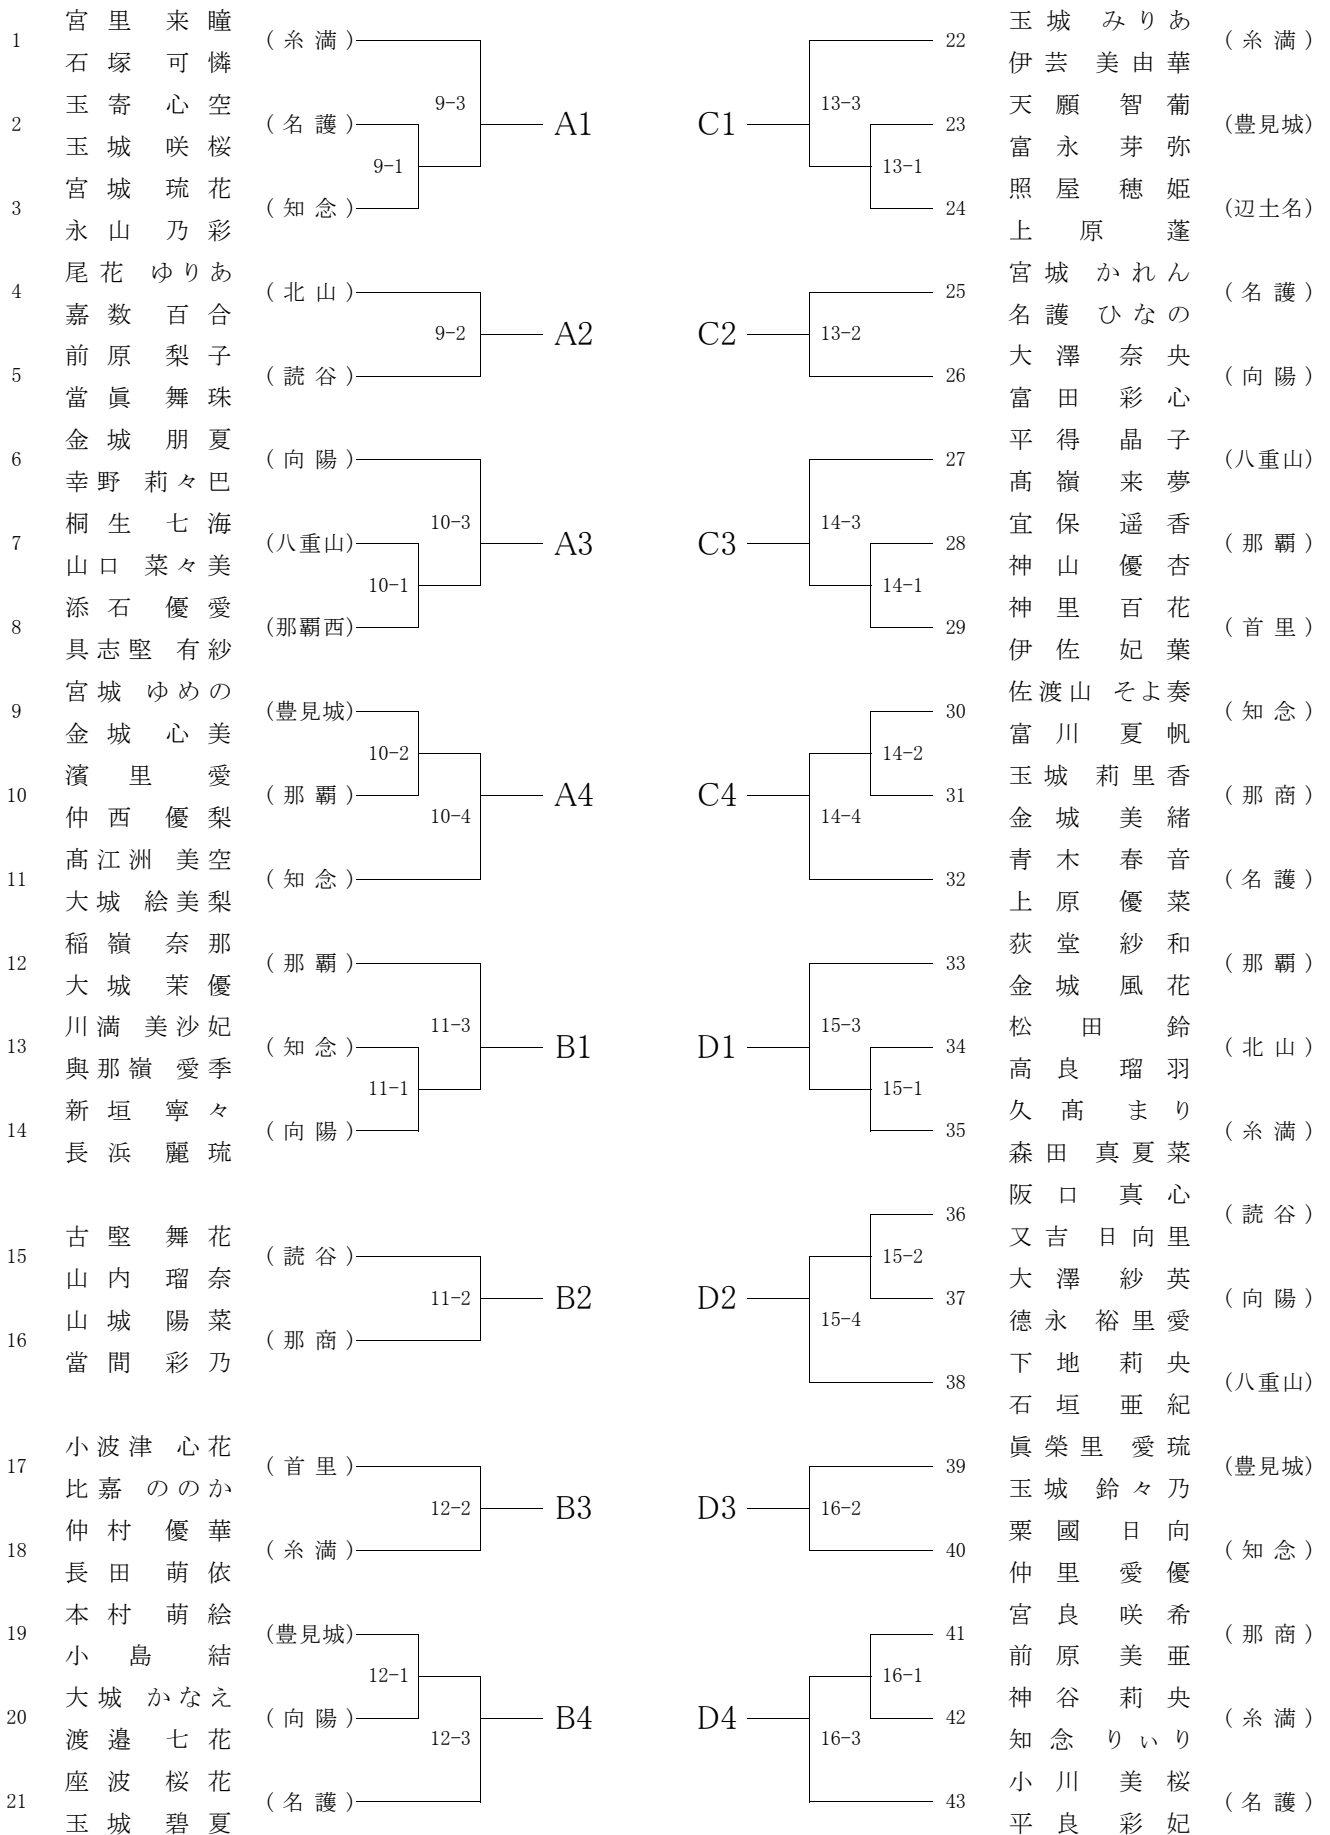 1 宮里 来瞳 (糸満)
石塚 可憐
9-3
2 玉寄 心空 (名護)
玉城 咲桜
9-1
A1
3 宮城 琉花 (知念)
永山 乃彩
4 尾花 ゆりあ (北山)
嘉数 百合
9-2
A2
5 前原 梨子 (読谷)
當眞 舞珠
6 金城 朋夏 (向陽)
幸野 莉々巴
10-3
7 桐生 七海 (八重山)
山口 菜々美
10-1
A3
8 添石 優愛 (那覇西)
具志堅 有紗
9 宮城 ゆめの (豊見城)
金城 心美
10-2
10 濱里 愛 (那覇)
仲西 優梨
10-4
A4
11 髙江洲 美空 (知念)
大城 絵美梨
12 稲嶺 奈那 (那覇)
大城 茉優
11-3
13 川満 美沙妃 (知念)
與那嶺 愛季
11-1
B1
14 新垣 寧々 (向陽)
長浜 麗琉
15 古堅 舞花 (読谷)
山内 瑠奈
11-2
B2
16 山城 陽菜 (那商)
當間 彩乃
17 小波津 心花 (首里)
比嘉 ののか
12-2
B3
18 仲村 優華 (糸満)
長田 萌依
19 本村 萌絵 (豊見城)
小島 結
12-1
20 大城 かなえ (向陽)
渡邉 七花
12-3
B4
21 座波 桜花 (名護)
玉城 碧夏
22 玉城 みりあ (糸満)
伊芸 美由華
13-3
C1
23 天願 智葡 (豊見城)
富永 芽弥
13-1
24 照屋 穂姫 (辺土名)
上原 蓬
25 宮城 かれん (名護)
名護 ひなの
C2
13-2
26 大澤 奈央 (向陽)
富田 彩心
27 平得 晶子 (八重山)
髙嶺 来夢
14-3
C3
28 宜保 遥香 (那覇)
神山 優杏
14-1
29 神里 百花 (首里)
伊佐 妃葉
30 佐渡山 そよ奏 (知念)
富川 夏帆
14-2
C4
31 玉城 莉里香 (那商)
金城 美緒
14-4
32 青木 春音 (名護)
上原 優菜
33 荻堂 紗和 (那覇)
金城 風花
15-3
D1
34 松田 鈴 (北山)
高良 瑠羽
15-1
35 久髙 まり (糸満)
森田 真夏菜
36 阪口 真心 (読谷)
又吉 日向里
15-2
D2
37 大澤 紗英 (向陽)
德永 裕里愛
15-4
38 下地 莉央 (八重山)
石垣 亜紀
39 眞榮里 愛琉 (豊見城)
玉城 鈴々乃
D3
16-2
40 粟國 日向 (知念)
仲里 愛優
41 宮良 咲希 (那商)
前原 美亜
16-1
D4
42 神谷 莉央 (糸満)
知念 りぃり
16-3
43 小川 美桜 (名護)
平良 彩妃